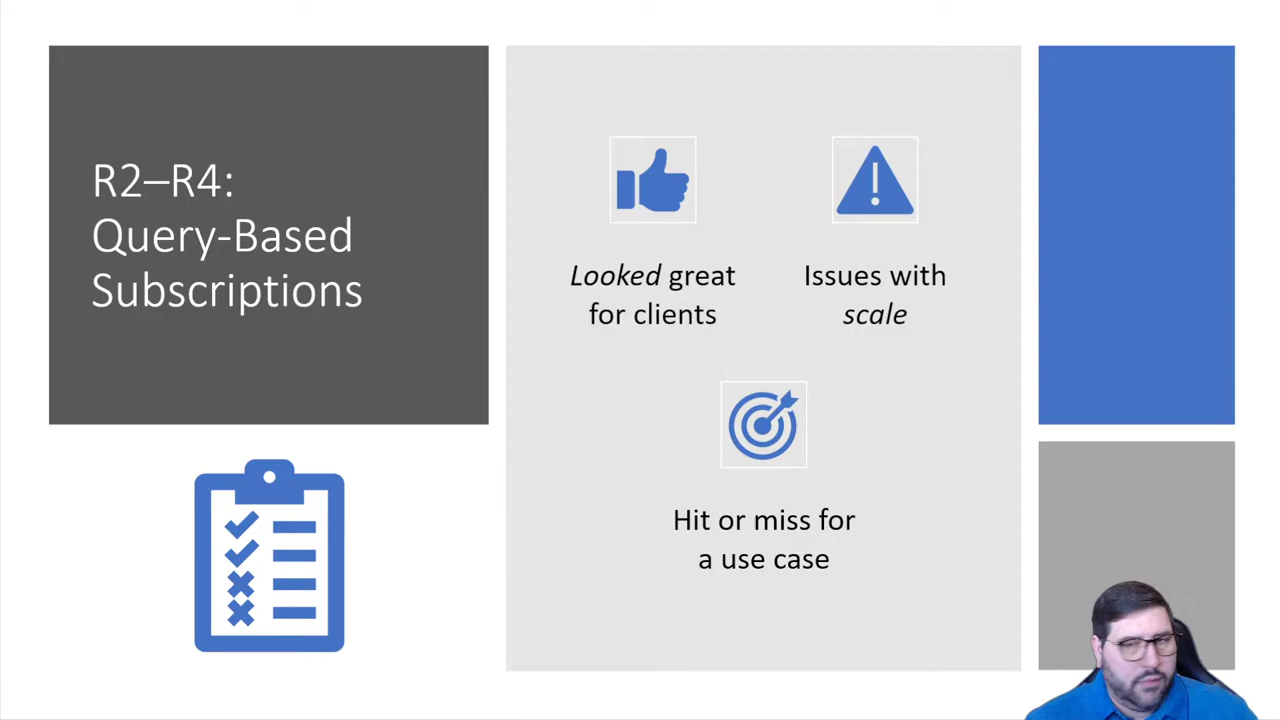 R2–R4:
Query-Based
Subscriptions
Looked great
for clients
Issues with
scale
Hit or miss for
a use case